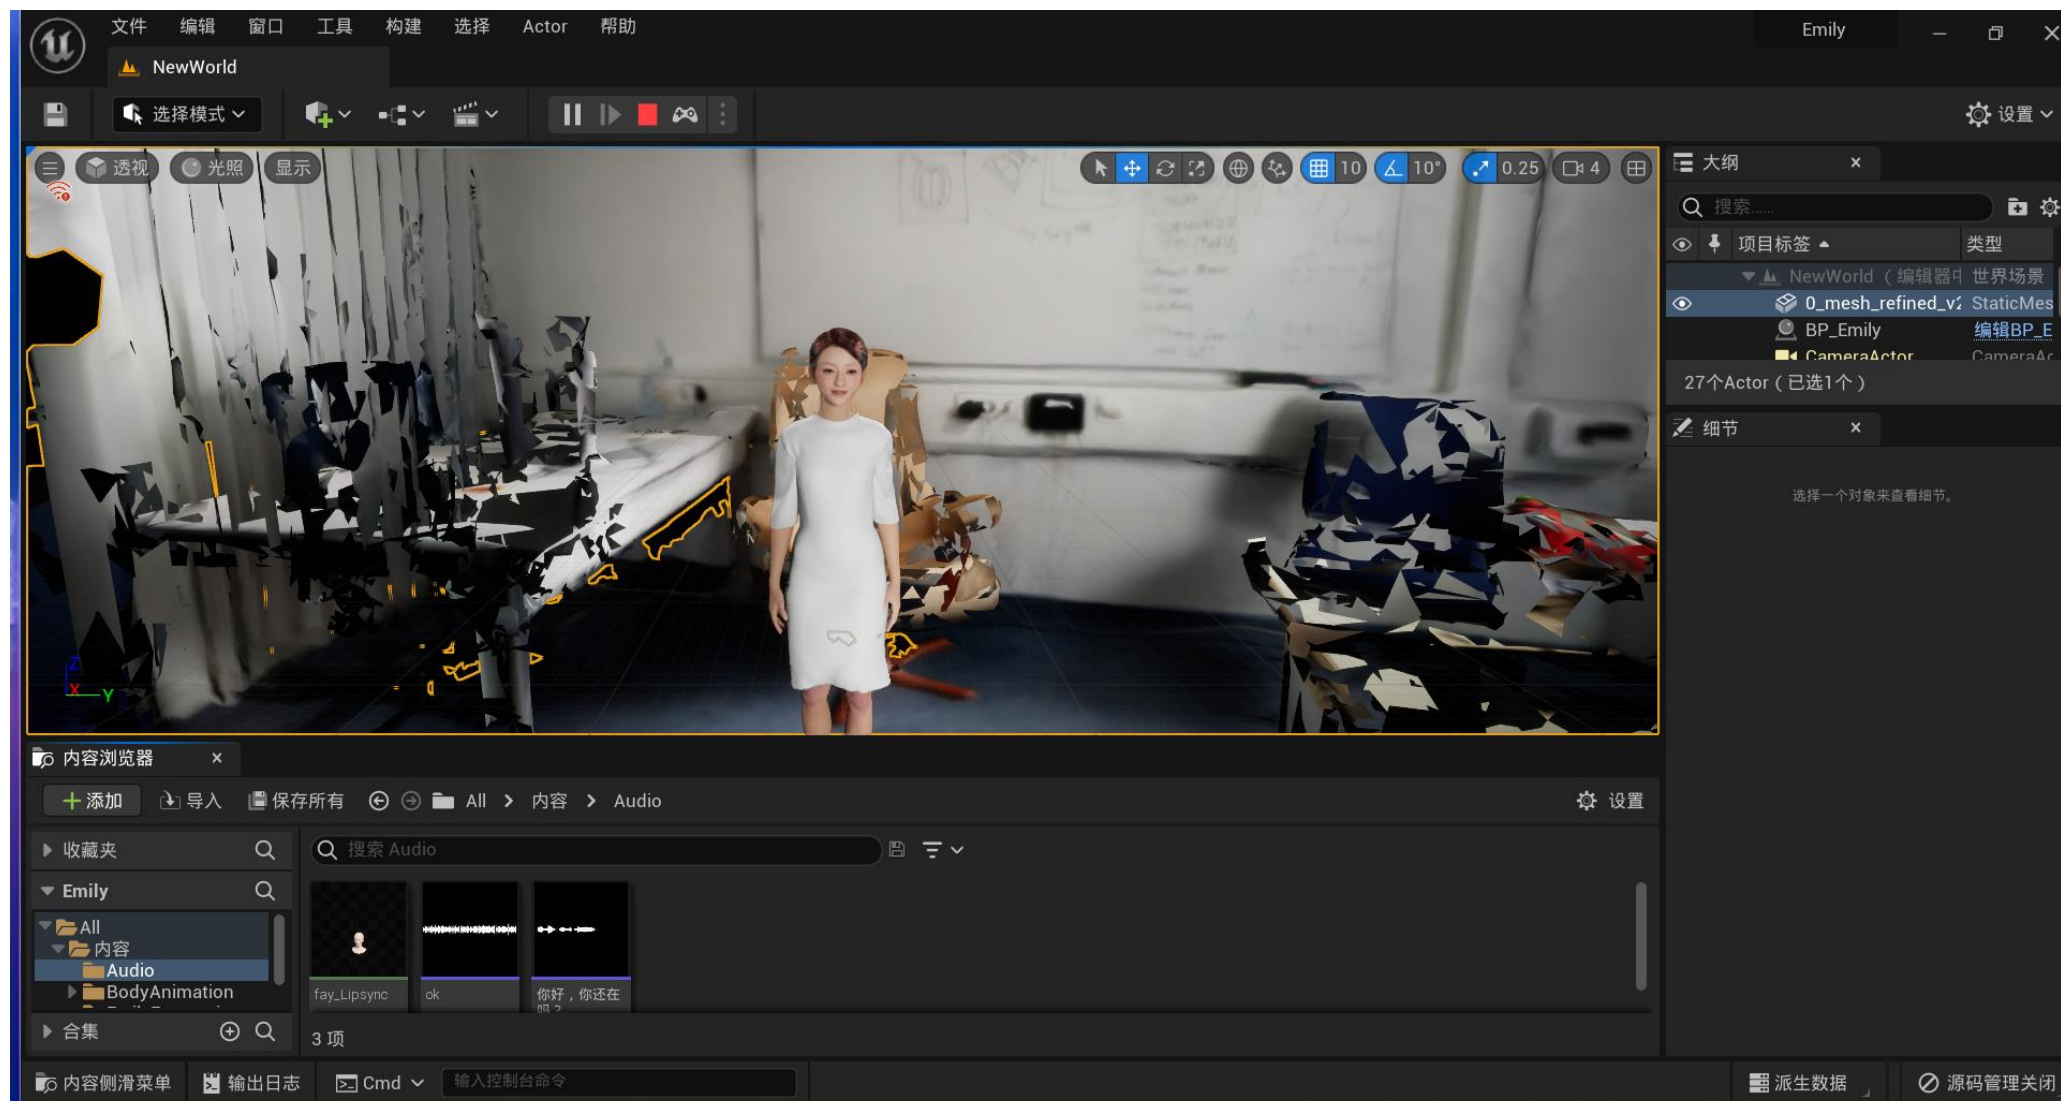 文件 编辑 窗口 工具 构建 选择 Actor 帮助
Emily
NewWorld
选择模式
设置
透视 光照 显示
10 10° 0.25 4
大纲
搜索……
项目标签 类型
NewWorld （编辑器中 世界场景
0_mesh_refined_v2 StaticMes
BP_Emily 编辑BP_E
CameraActor CameraAc
27个Actor（已选1个）
细节
选择一个对象来查看细节。
Z
X Y
内容浏览器
添加 导入 保存所有 All > 内容 > Audio 设置
收藏夹
搜索 Audio
Emily
All
内容
Audio
BodyAnimation
fay_Lipsync
ok
你好，你还在
吗？
合集
3 项
内容侧滑菜单 输出日志 Cmd 输入控制台命令 派生数据 源码管理关闭